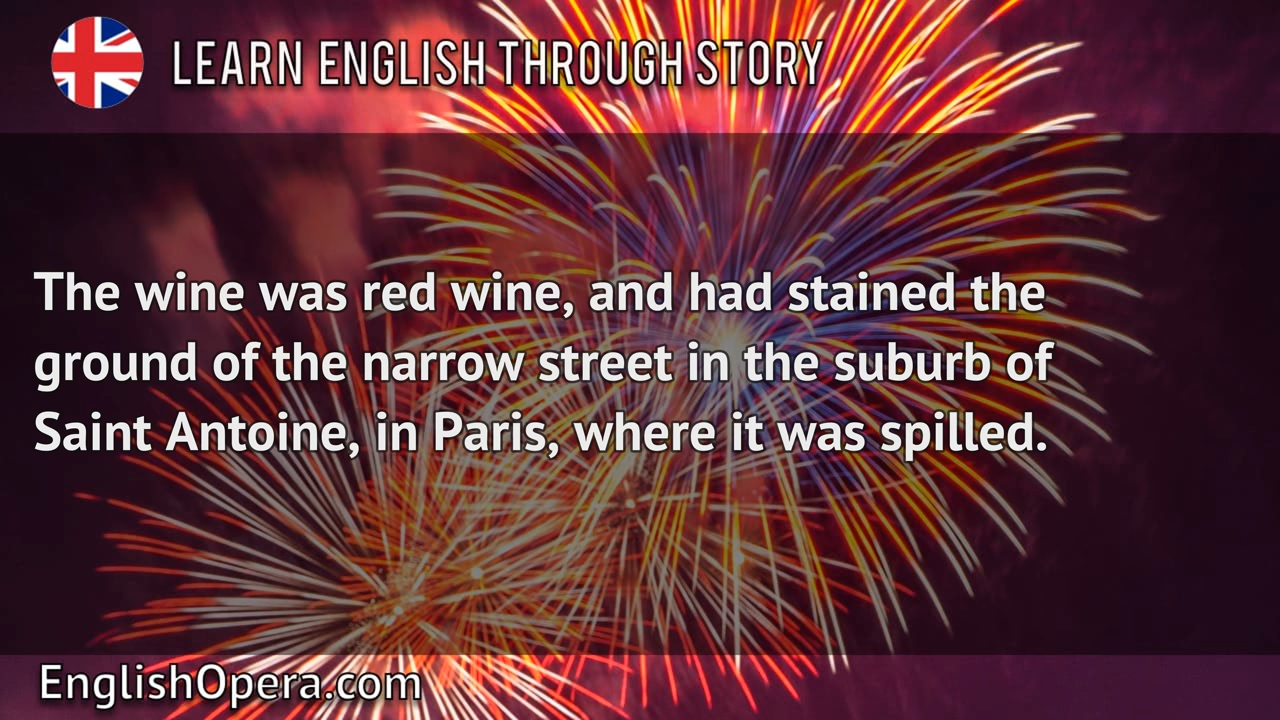 LEARN ENGLISH THROUGH STORY
The wine was red wine, and had stained the
ground of the narrow street in the suburb of
Saint Antoine, in Paris, where it was spilled.
EnglishOpera.com